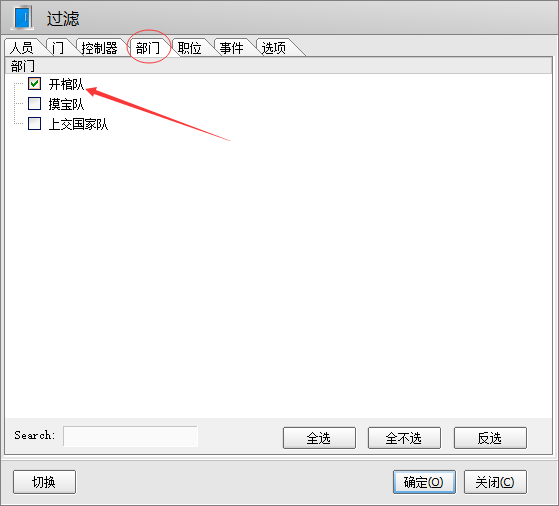 过滤
人员 门 控制器 部门 职位 事件 选项
部门
开棺队
摸宝队
上交国家队
Search: 全选 全不选 反选
切换 确定(O) 关闭(C)